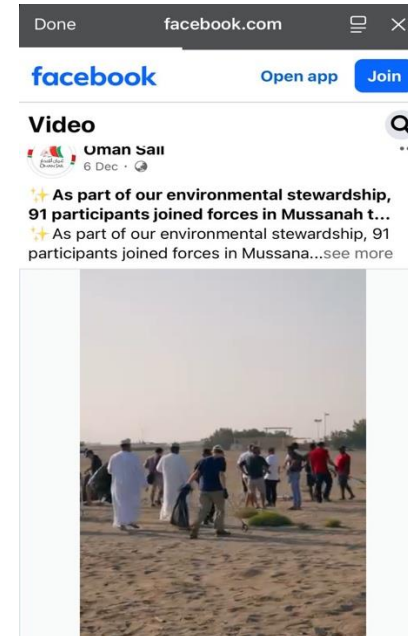 Done facebook.com
facebook Open app Join
Video
Oman Sail
6 Dec ·
As part of our environmental stewardship,
91 participants joined forces in Mussanah t...
As part of our environmental stewardship, 91
participants joined forces in Mussana...see more